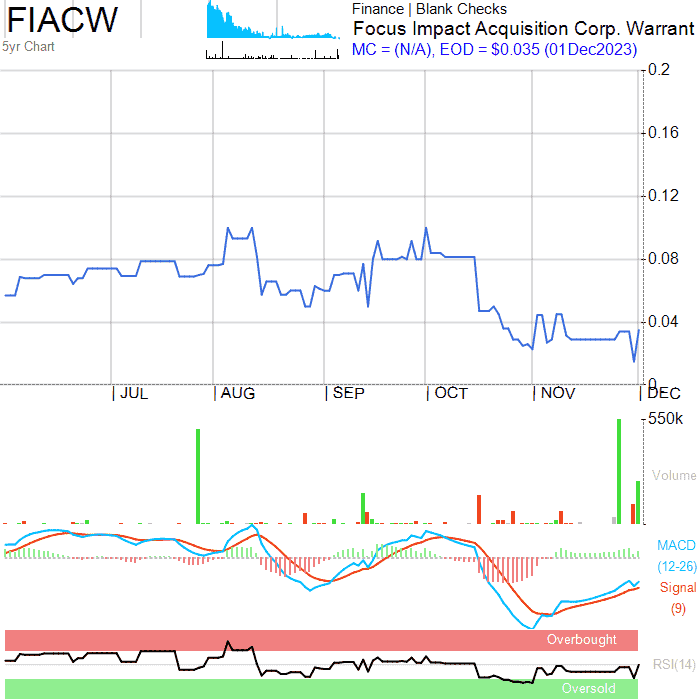 FIACW
5yr Chart
Finance | Blank Checks
Focus Impact Acquisition Corp. Warrant
MC = (N/A), EOD = $0.035 (01Dec2023)
0.2
0.16
0.12
0.08
0.04
0
JUL AUG SEP OCT NOV DEC
550k
Volume
MACD
(12-26)
Signal
(9)
Overbought
RSI(14)
Oversold